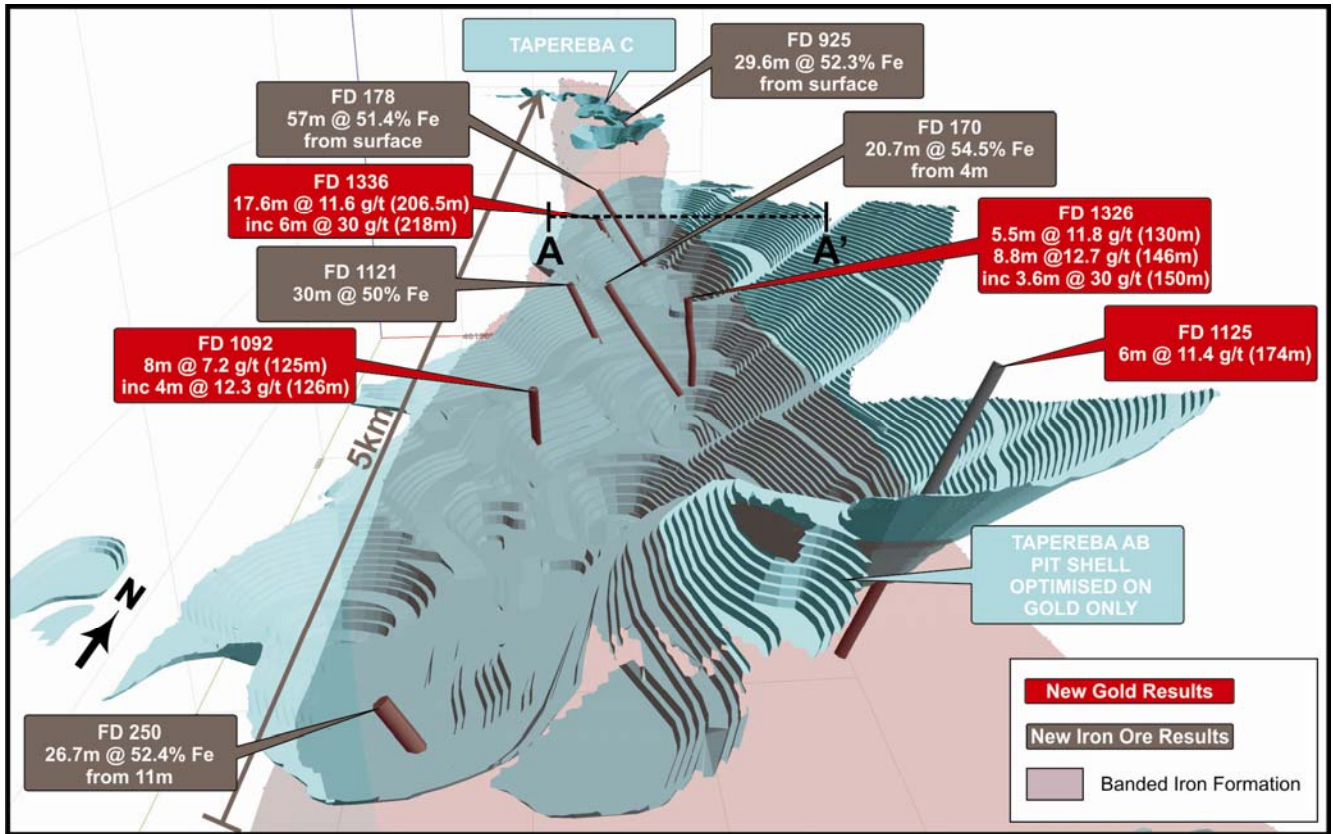 TAPEREBA C
FD 925
29.6m @ 52.3% Fe
from surface
FD 178
57m @ 51.4% Fe
from surface
FD 170
20.7m @ 54.5% Fe
from 4m
FD 1336
17.6m @ 11.6 g/t (206.5m)
inc 6m @ 30 g/t (218m)
A
A'
FD 1326
5.5m @ 11.8 g/t (130m)
8.8m @12.7 g/t (146m)
inc 3.6m @ 30 g/t (150m)
FD 1121
30m @ 50% Fe
FD 1125
6m @ 11.4 g/t (174m)
FD 1092
8m @ 7.2 g/t (125m)
inc 4m @ 12.3 g/t (126m)
5km
TAPEREBA AB
PIT SHELL
OPTIMISED ON
GOLD ONLY
N
FD 250
26.7m @ 52.4% Fe
from 11m
New Gold Results
New Iron Ore Results
Banded Iron Formation